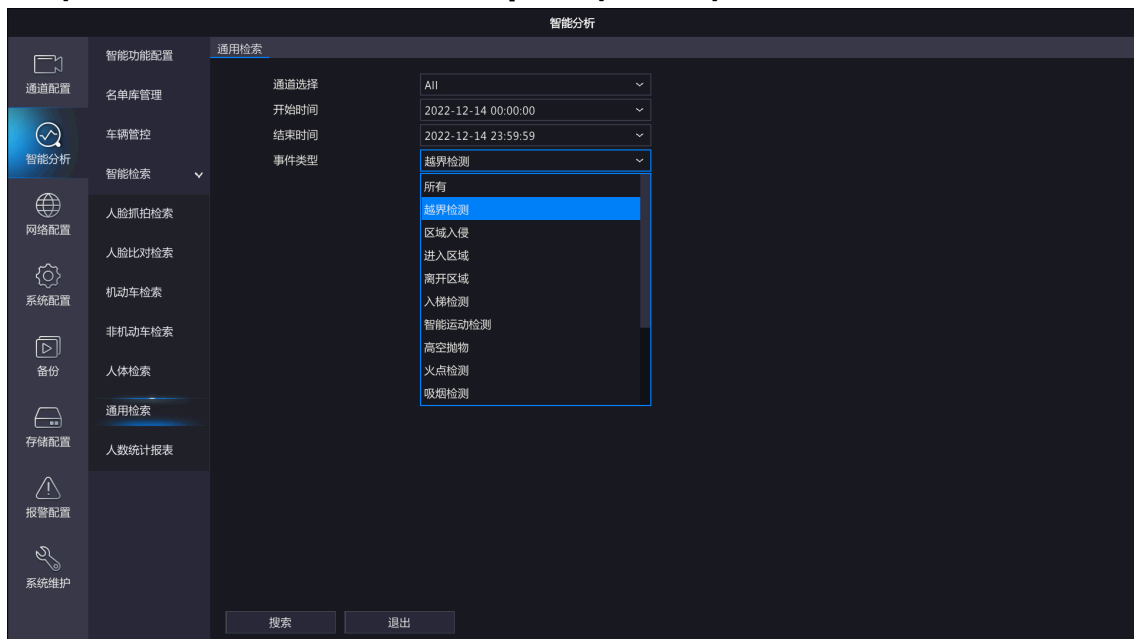 智能分析
通道配置
智能分析
网络配置
系统配置
备份
存储配置
报警配置
系统维护
智能功能配置
名单库管理
车辆管控
智能检索
人脸抓拍检索
人脸比对检索
机动车检索
非机动车检索
人体检索
通用检索
人数统计报表
通用检索
通道选择 All
开始时间 2022-12-14 00:00:00
结束时间 2022-12-14 23:59:59
事件类型 越界检测
所有
越界检测
区域入侵
进入区域
离开区域
入梯检测
智能运动检测
高空抛物
火点检测
吸烟检测
搜索 退出